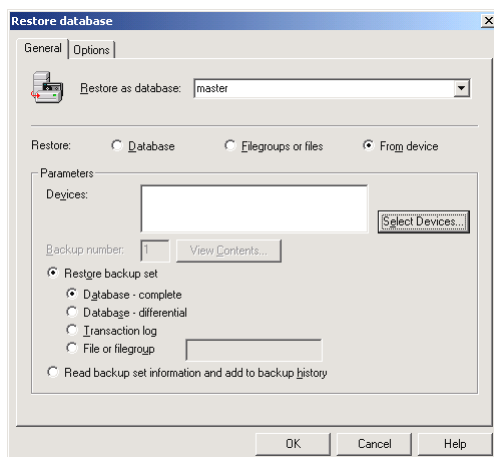 Restore database
General Options
Restore as database: master
Restore: Database Filegroups or files From device
Parameters
Devices:
Select Devices...
Backup number: 1 View Contents...
Restore backup set
Database - complete
Database - differential
Transaction log
File or filegroup
Read backup set information and add to backup history
OK Cancel Help